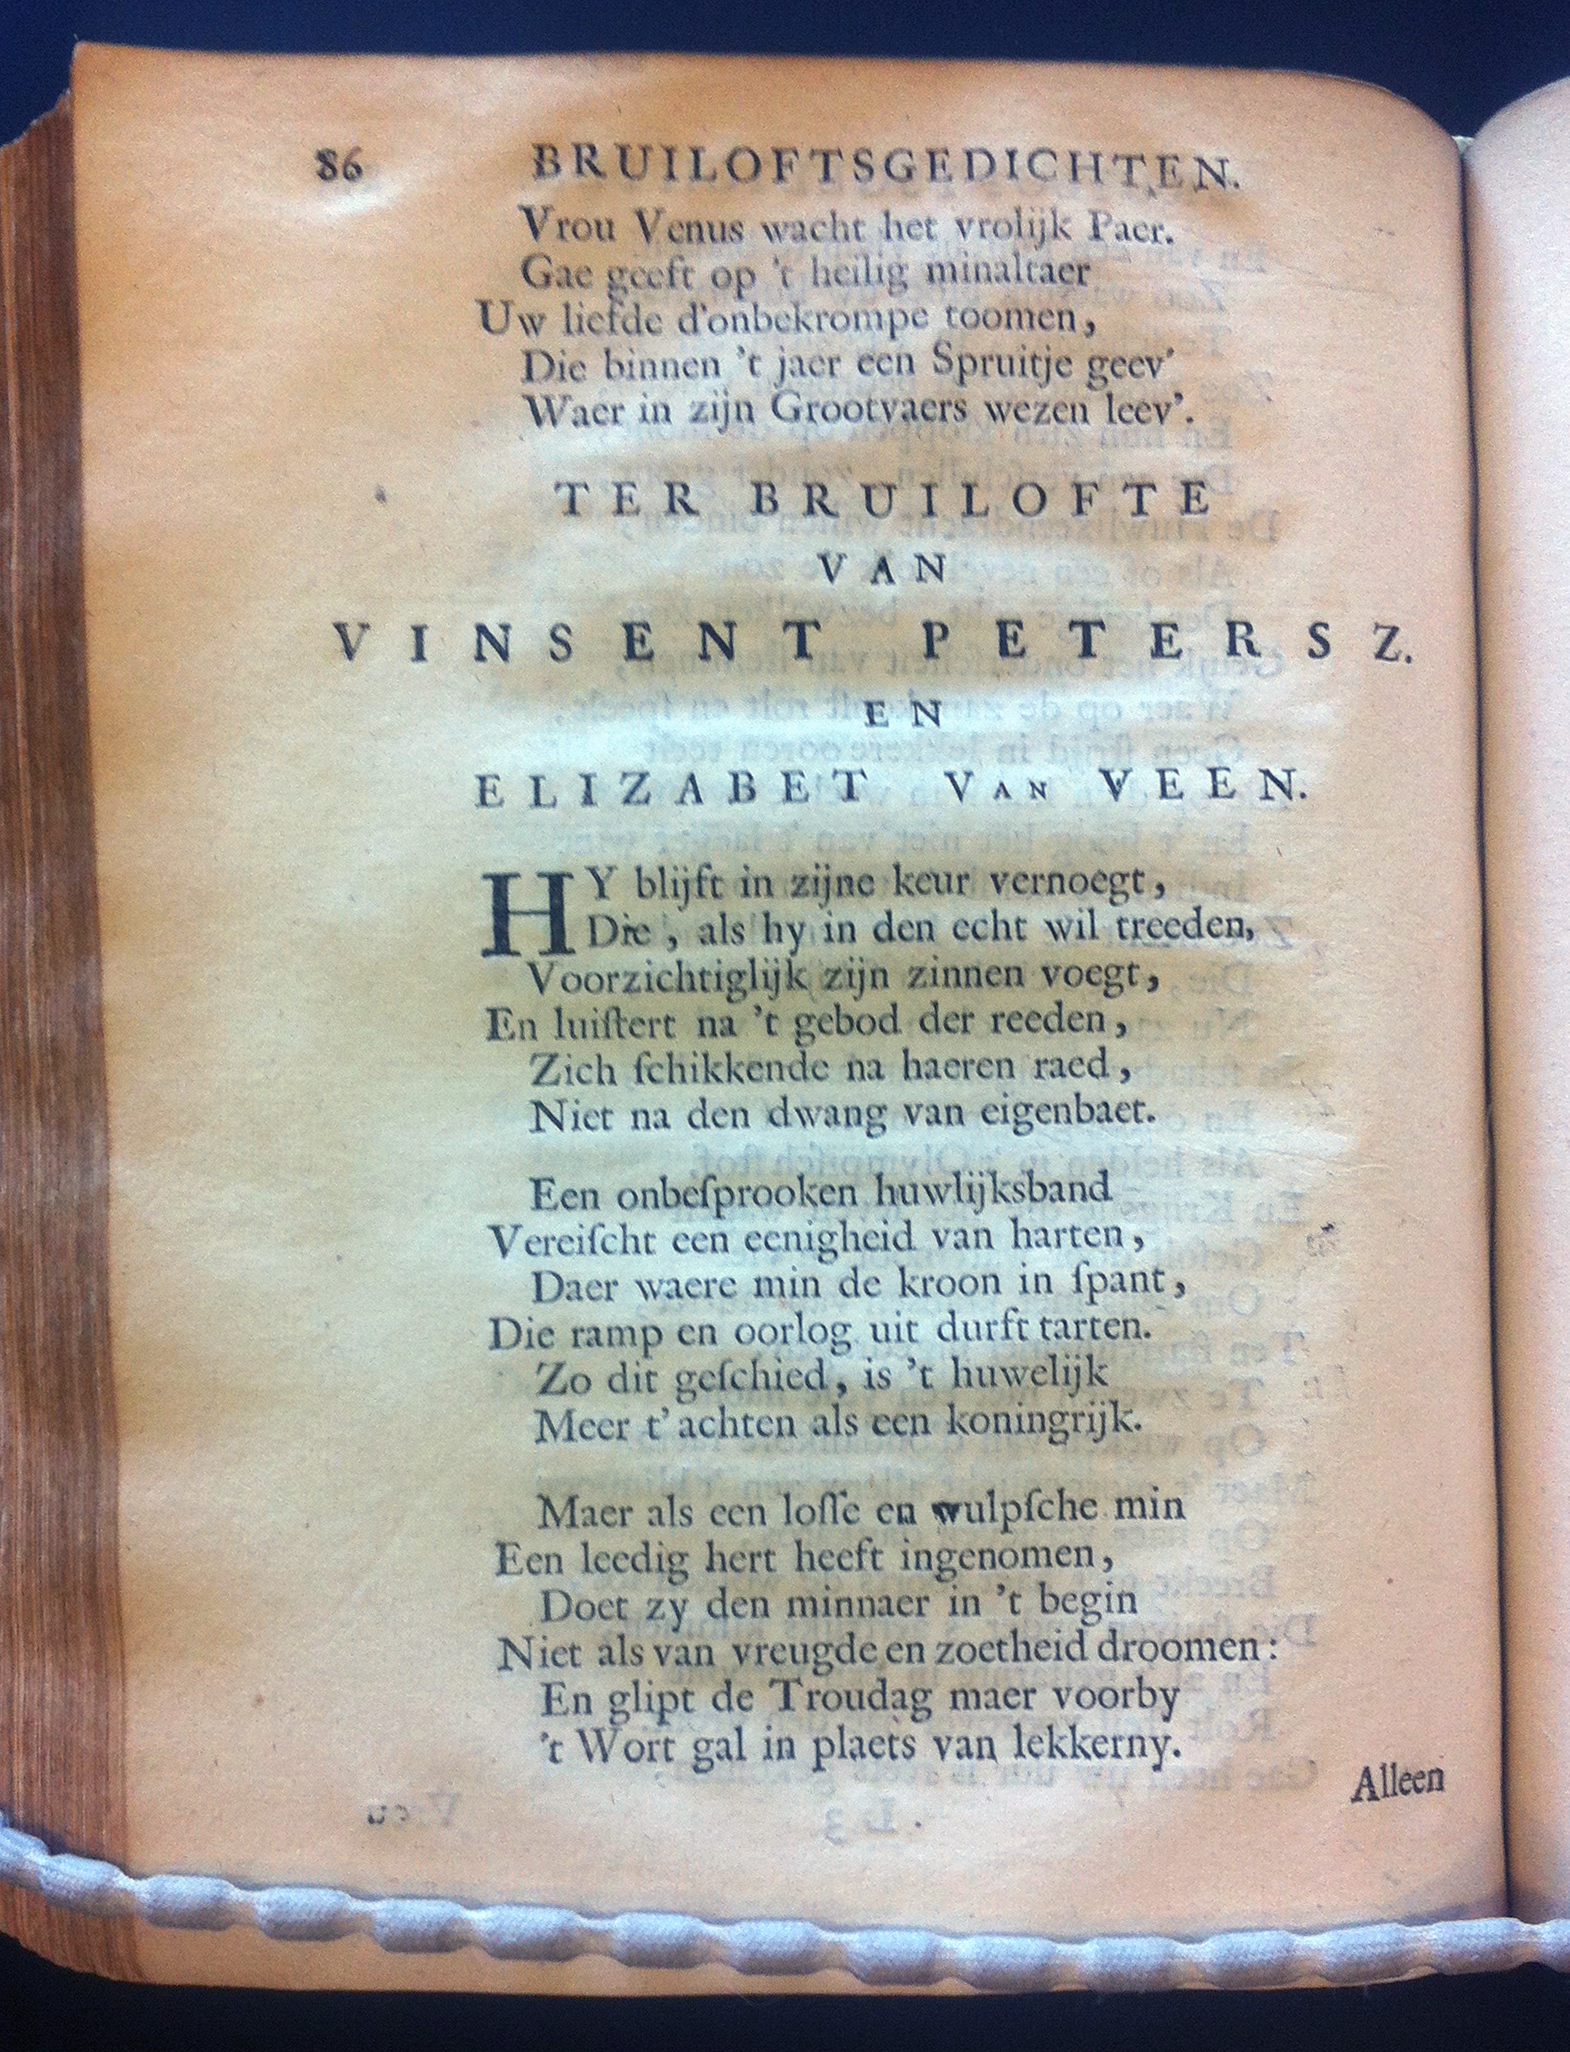 86 BRUILOFTSGEDICHTEN.
Vrou Venus wacht het vrolijk Paer.
Gae geeft op 't heilig minaltaer
Uw liefde d'onbekrompe toomen,
Die binnen 't jaer een Spruitje geev'
Waer in zijn Grootvaers wezen leev'.
TER BRUILOFTE
VAN
VINSENT PETERSZ.
EN
ELIZABET VAN VEEN.
HY blijft in zijne keur vernoegt,
Die, als hy in den echt wil treeden,
Voorzichtiglijk zijn zinnen voegt,
En luiſtert na 't gebod der reeden,
Zich ſchikkende na haeren raed,
Niet na den dwang van eigenbaet.
Een onbeſprooken huwlijksband
Vereiſcht een eenigheid van harten,
Daer waere min de kroon in ſpant,
Die ramp en oorlog uit durft tarten.
Zo dit geſchied, is 't huwelijk
Meer t'achten als een koningrijk.
Maer als een loſſe en wulpſche min
Een leedig hert heeft ingenomen,
Doet zy den minnaer in 't begin
Niet als van vreugde en zoetheid droomen:
En glipt de Troudag maer voorby
't Wort gal in plaets van lekkerny.
Alleen